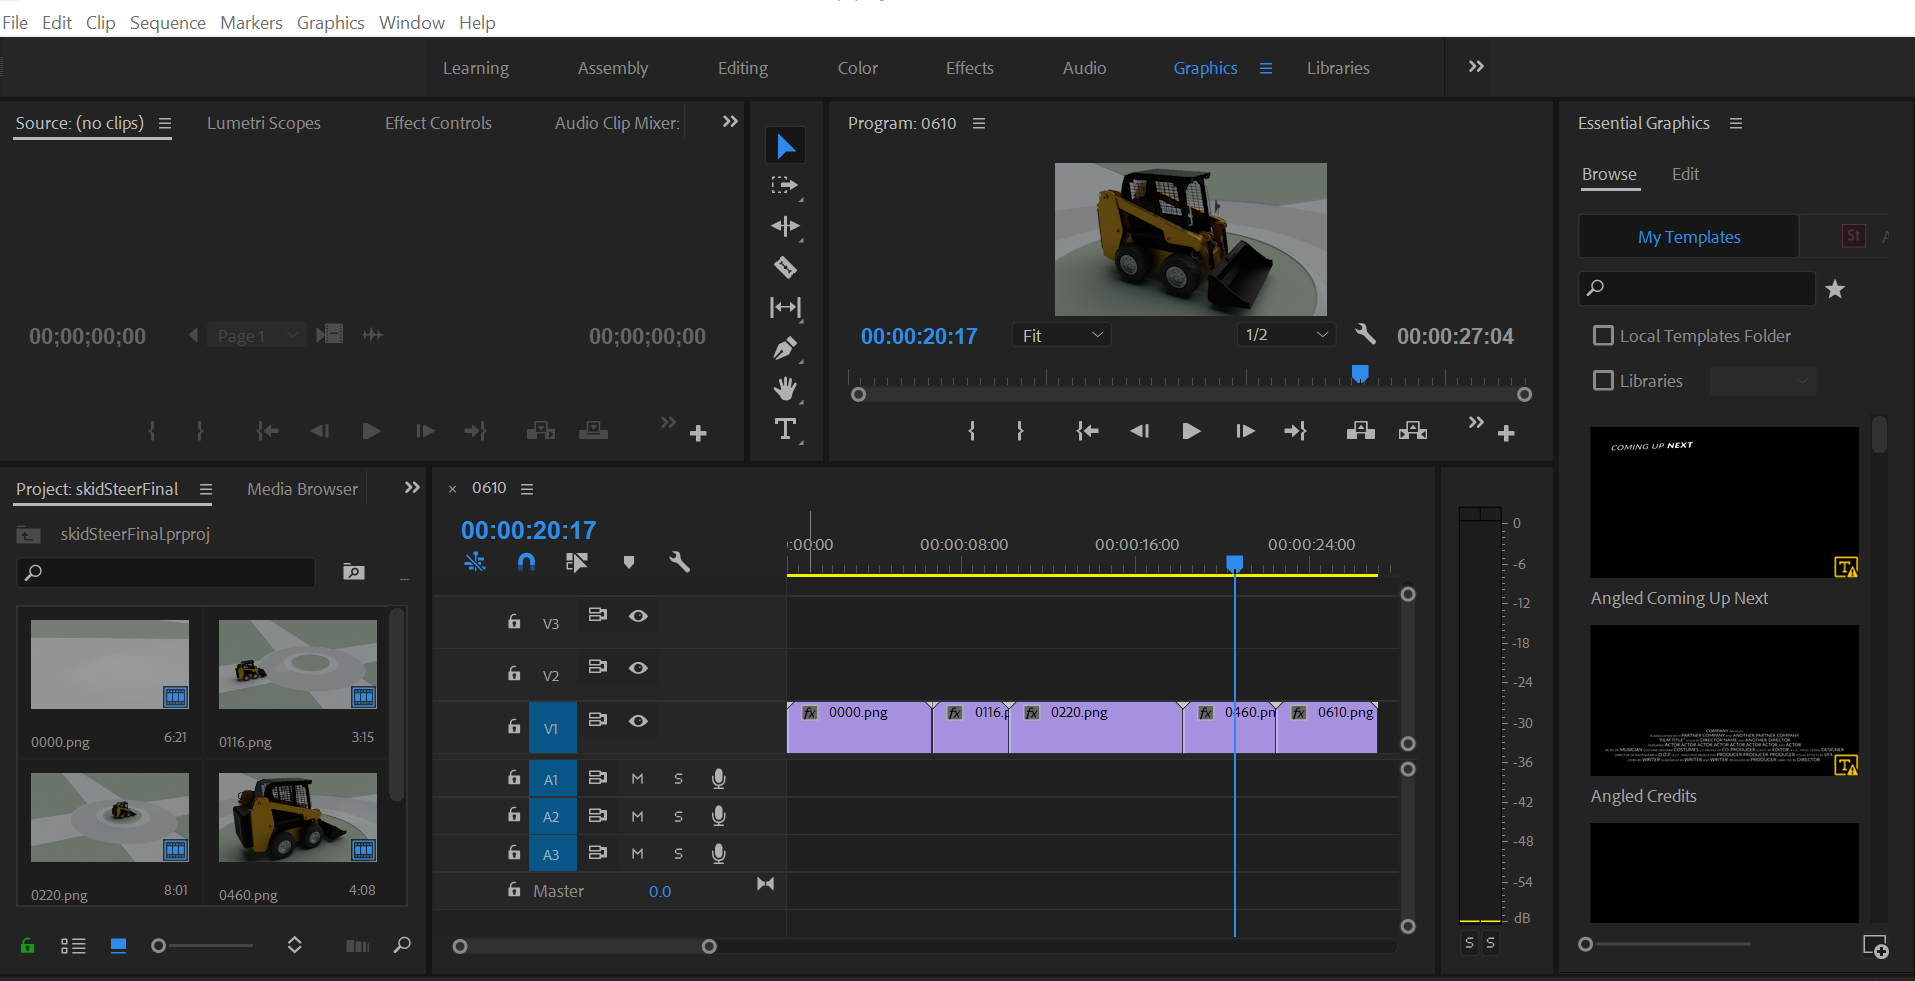 File Edit Clip Sequence Markers Graphics Window Help
Learning Assembly Editing Color Effects Audio Graphics Libraries
Source: (no clips) Lumetri Scopes Effect Controls Audio Clip Mixer:
Program: 0610
Essential Graphics
Browse Edit
My Templates St
Local Templates Folder
Libraries
00;00;00;00 Page 1 00;00;00;00
00:00:20:17 Fit 1/2 00:00:27:04
COMING UP NEXT
Angled Coming Up Next
Angled Credits
Project: skidSteerFinal Media Browser
skidSteerFinal.prproj
0000.png 6:21
0116.png 3:15
0220.png 8:01
0460.png 4:08
× 0610
00:00:20:17
:00:00 00:00:08:00 00:00:16:00 00:00:24:00
V3
V2
V1
fx 0000.png fx 0116.p fx 0220.png fx 0460.pn fx 0610.png
A1 M S
A2 M S
A3 M S
Master 0.0
0
-6
-12
-18
-24
-30
-36
-42
-48
-54
dB
S S